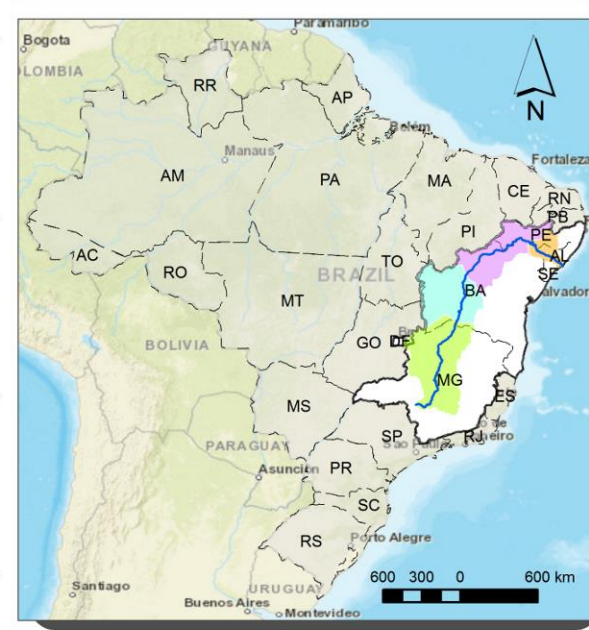 Paramaribo
Bogota
GUYANA
OLOMBIA
RR
AP
N
Belém
Manaus
Fortaleza
AM
PA
MA
CE
RN
PB
PI
PE
AC
AL
TO
RO
BRAZIL
SE
BA
alvador
MT
BOLIVIA
GO
DF
MG
MS
ES
SP
RJ
PARAGUAY
PR
Asunción
SC
RS
Porto Alegre
600 300 0 600 km
Santiago
URUGUAY
Buenos Aires
Montevideo